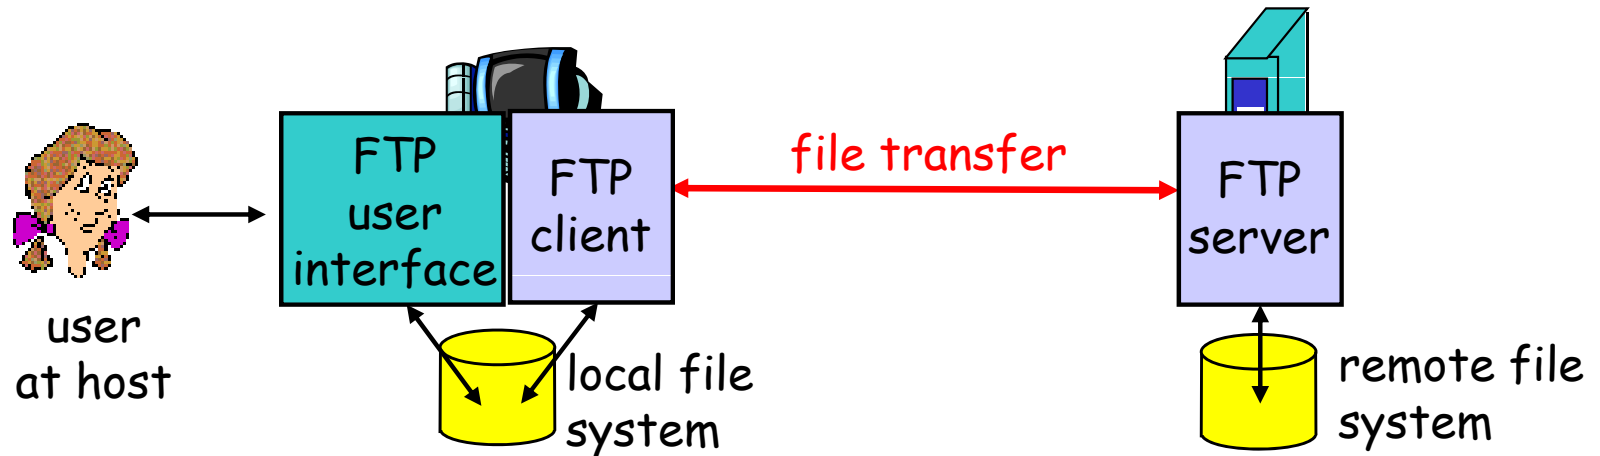 FTP
user
interface
FTP
client
file transfer
FTP
server
user
at host
local file
system
remote file
system